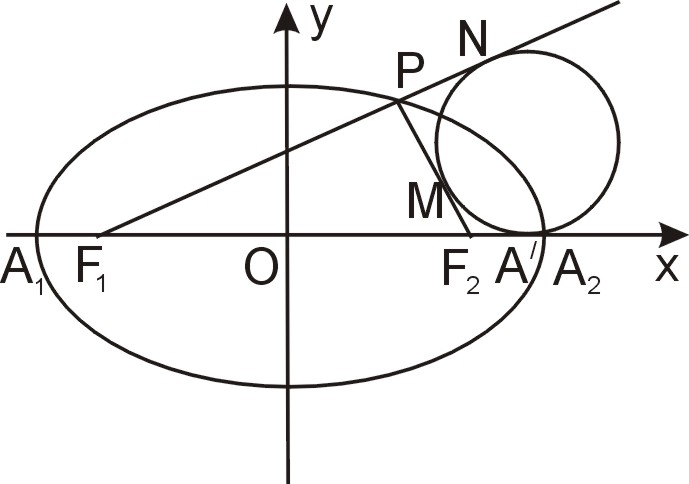 y
N
P
M
A₁ F₁ O F₂ A′ A₂ x